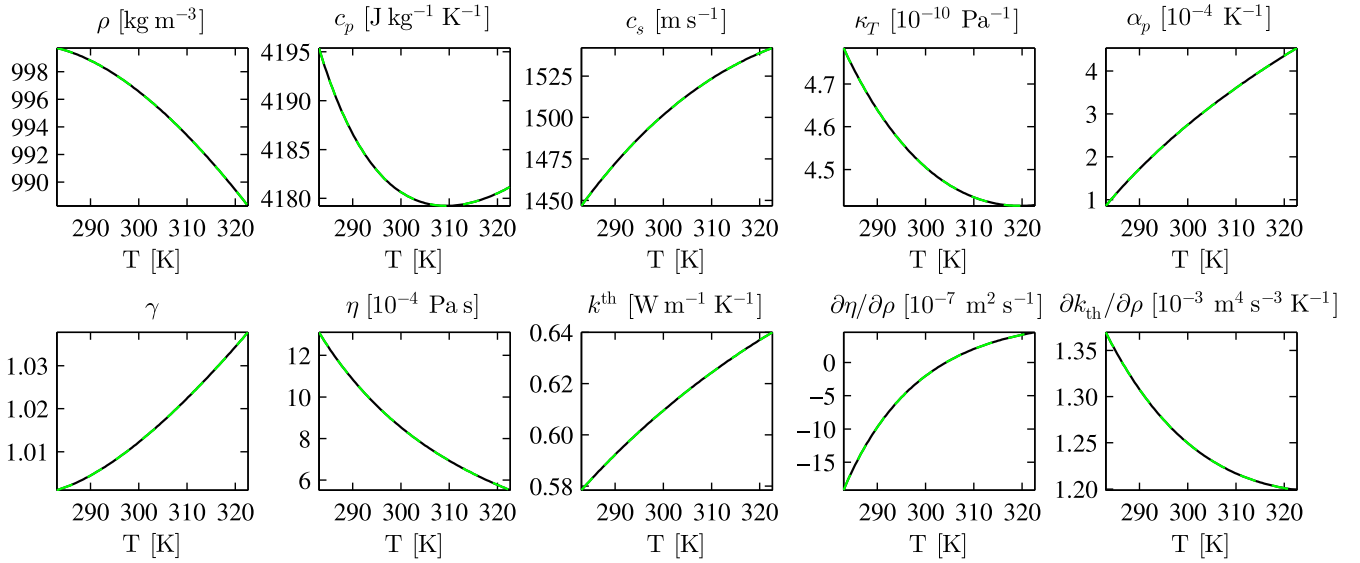 ρ [kg m⁻³]
998
996
994
992
990
290 300 310 320
T [K]
c_p [J kg⁻¹ K⁻¹]
4195
4190
4185
4180
290 300 310 320
T [K]
c_s [m s⁻¹]
1525
1500
1475
1450
290 300 310 320
T [K]
κ_T [10⁻¹⁰ Pa⁻¹]
4.7
4.6
4.5
290 300 310 320
T [K]
α_p [10⁻⁴ K⁻¹]
4
3
2
1
290 300 310 320
T [K]
γ
1.03
1.02
1.01
290 300 310 320
T [K]
η [10⁻⁴ Pa s]
12
10
8
6
290 300 310 320
T [K]
k^th [W m⁻¹ K⁻¹]
0.64
0.62
0.60
0.58
290 300 310 320
T [K]
∂η/∂ρ [10⁻⁷ m² s⁻¹]
0
−5
−10
−15
290 300 310 320
T [K]
∂k_th/∂ρ [10⁻³ m⁴ s⁻³ K⁻¹]
1.35
1.30
1.25
1.20
290 300 310 320
T [K]